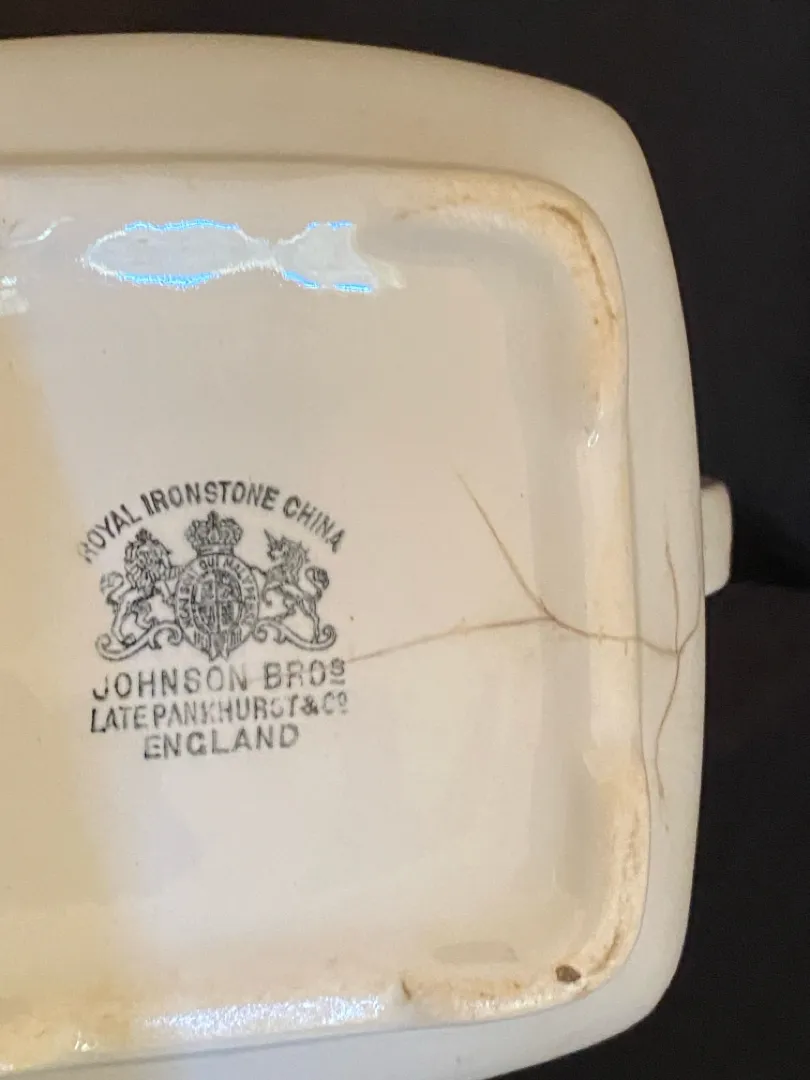 ROYAL IRONSTONE CHINA
JOHNSON BROS
LATE PANKHURST & Co
ENGLAND